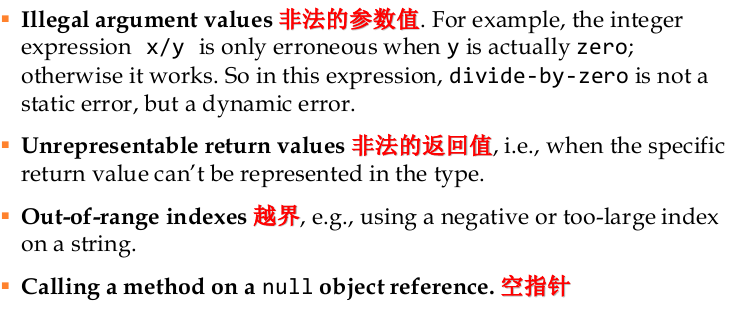 ▪ Illegal argument values 非法的参数值. For example, the integer
expression x/y is only erroneous when y is actually zero;
otherwise it works. So in this expression, divide-by-zero is not a
static error, but a dynamic error.
▪ Unrepresentable return values 非法的返回值, i.e., when the specific
return value can't be represented in the type.
▪ Out-of-range indexes 越界, e.g., using a negative or too-large index
on a string.
▪ Calling a method on a null object reference. 空指针